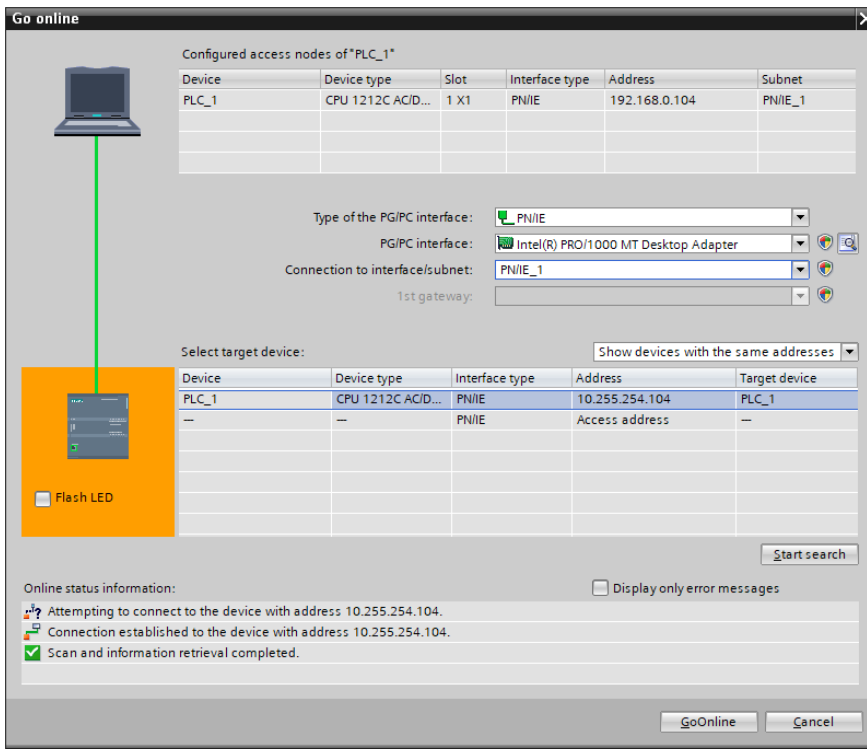 Go online
Configured access nodes of "PLC_1"
Device Device type Slot Interface type Address Subnet
PLC_1 CPU 1212C AC/D... 1 X1 PN/IE 192.168.0.104 PN/IE_1
Type of the PG/PC interface: PN/IE
PG/PC interface: Intel(R) PRO/1000 MT Desktop Adapter
Connection to interface/subnet: PN/IE_1
1st gateway:
Select target device: Show devices with the same addresses
Device Device type Interface type Address Target device
PLC_1 CPU 1212C AC/D... PN/IE 10.255.254.104 PLC_1
— — PN/IE Access address —
Flash LED
Start search
Online status information: Display only error messages
Attempting to connect to the device with address 10.255.254.104.
Connection established to the device with address 10.255.254.104.
Scan and information retrieval completed.
GoOnline Cancel